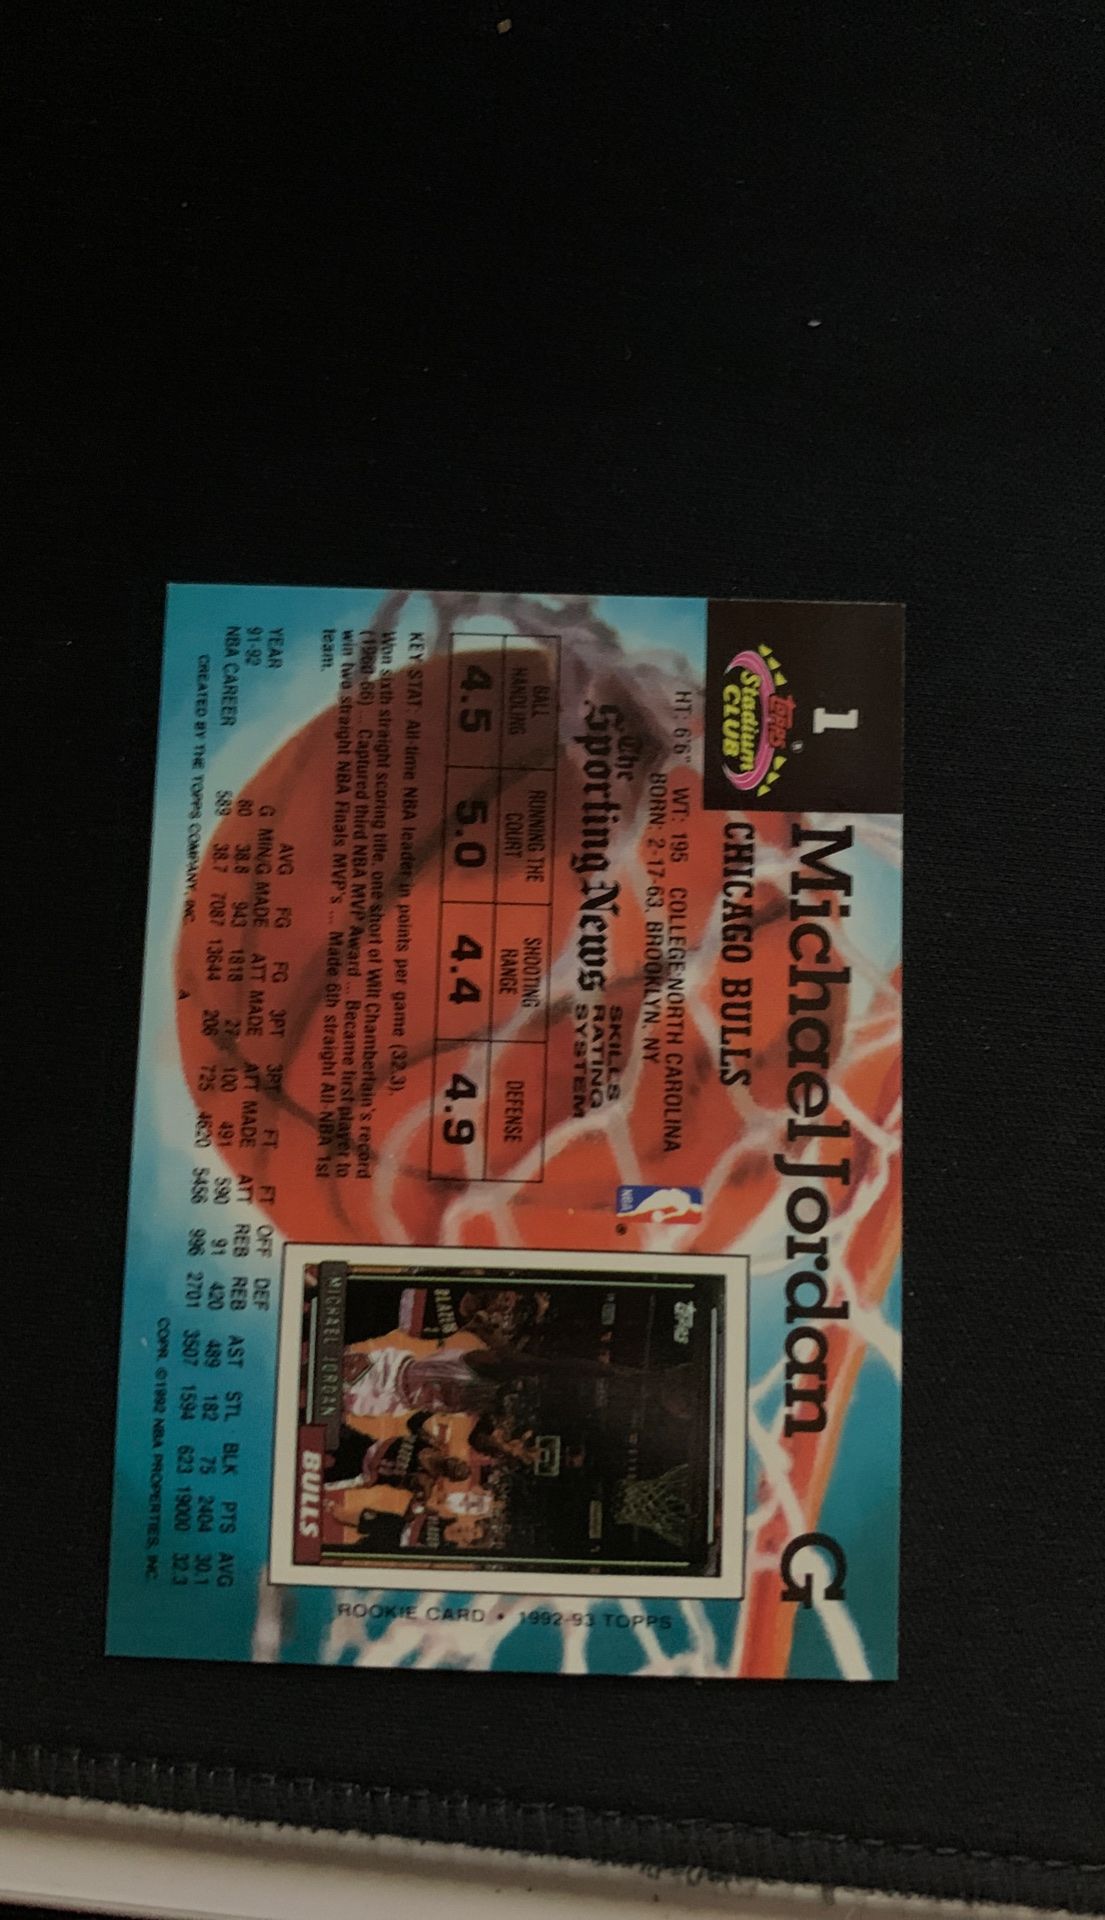 1
Topps
Stadium
CLUB
Michael Jordan G
CHICAGO BULLS
HT: 6'6" WT: 195 COLLEGE: NORTH CAROLINA
BORN: 2-17-63, BROOKLYN, NY
NBA
®
The
Sporting News
SKILLS
RATING
SYSTEM
BALL HANDLING RUNNING THE COURT SHOOTING RANGE DEFENSE
4.5 5.0 4.4 4.9
KEY STAT: All-time NBA leader in points per game (32.3).
Won sixth straight scoring title, one short of Wilt Chamberlain's record
(1960-66) ... Captured third NBA MVP Award ... Became first player to
win two straight NBA Finals MVP's ... Made 6th straight All-NBA 1st
team.
AVG FG FG 3PT 3PT FT FT OFF DEF
YEAR G MIN/G MADE ATT MADE ATT MADE ATT REB REB AST STL BLK PTS AVG
91-92 80 38.8 943 1818 27 100 491 590 91 420 489 182 75 2404 30.1
NBA CAREER 589 38.7 7087 13644 206 725 4620 5456 996 2701 3507 1594 623 19000 32.3
CREATED BY THE TOPPS COMPANY, INC.
A
COPR. ©1992 NBA PROPERTIES, INC.
Topps
MICHAEL JORDAN
BULLS
ROOKIE CARD • 1992-93 TOPPS